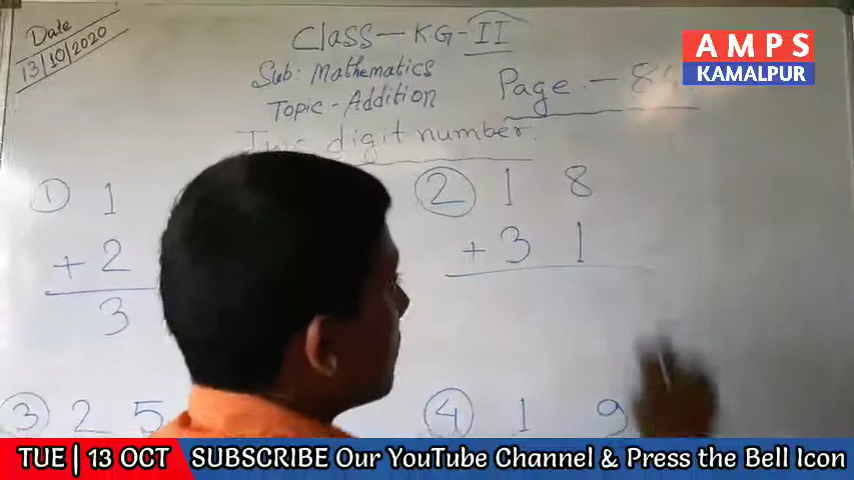 Date
13/10/2020
Class - KG - II
Sub: Mathematics
Topic - Addition
Page: - 84
Two digit number.
AMPS
KAMALPUR
① 1
+ 2
3
② 1 8
+ 3 1
③ 2 5
④ 1 9
TUE | 13 OCT SUBSCRIBE Our YouTube Channel & Press the Bell Icon